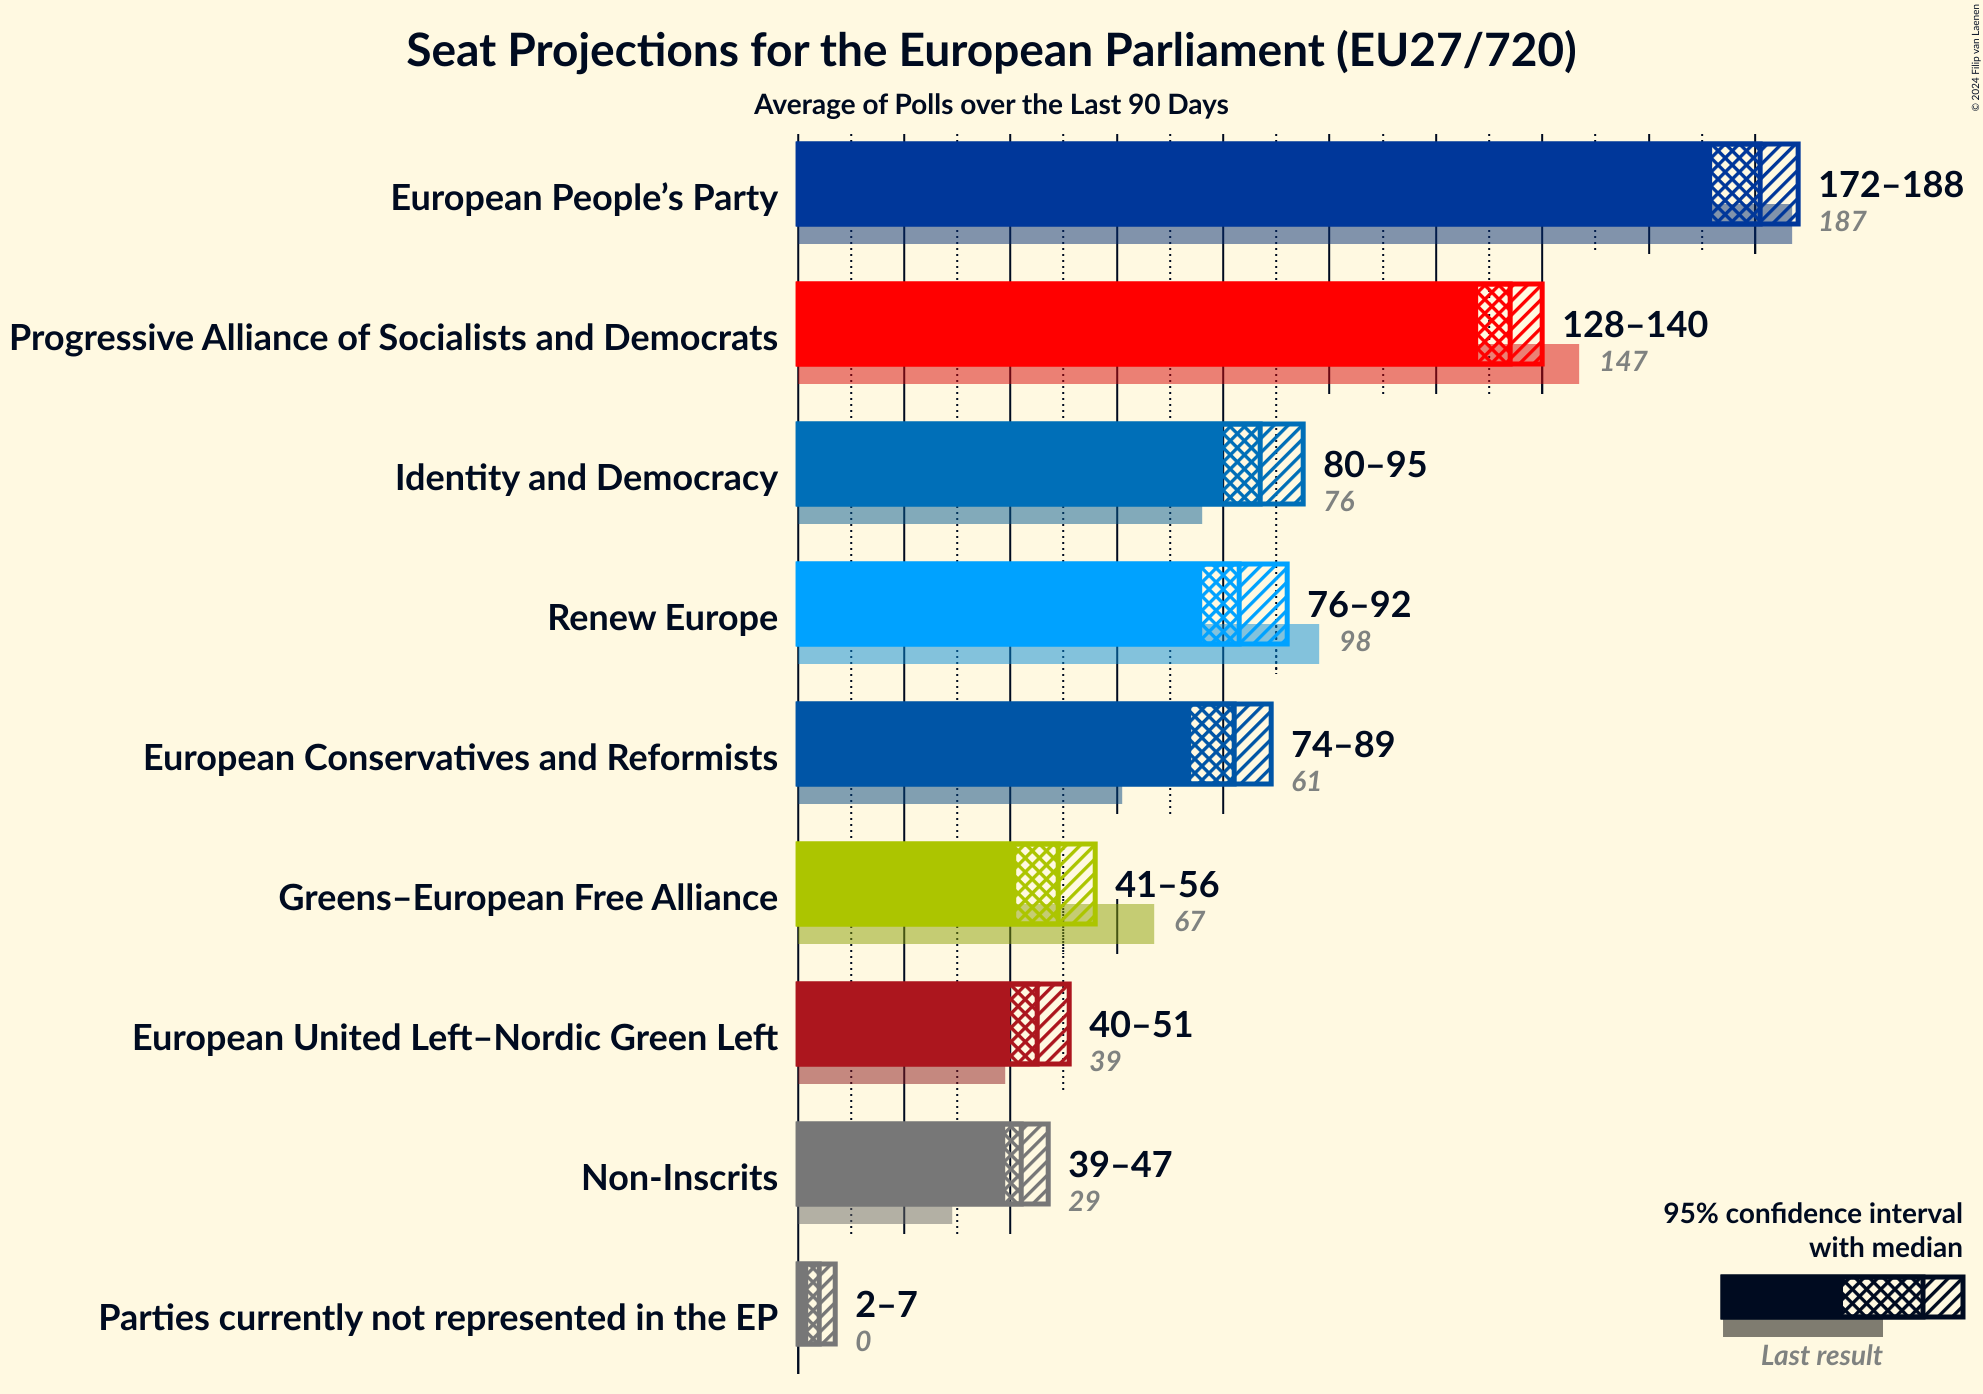 Seat Projections for the European Parliament (EU27/720)
Average of Polls over the Last 90 Days
© 2024 Filip van Laenen
European People’s Party
172–188
187
Progressive Alliance of Socialists and Democrats
128–140
147
Identity and Democracy
80–95
76
Renew Europe
76–92
98
European Conservatives and Reformists
74–89
61
Greens–European Free Alliance
41–56
67
European United Left–Nordic Green Left
40–51
39
Non-Inscrits
39–47
29
Parties currently not represented in the EP
2–7
0
95% confidence interval
with median
Last result